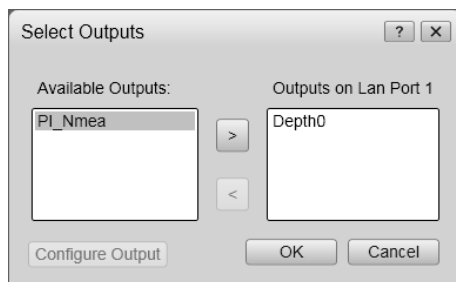 Select Outputs
?
X
Available Outputs:
Outputs on Lan Port 1
PI_Nmea
Depth0
>
<
Configure Output
OK
Cancel